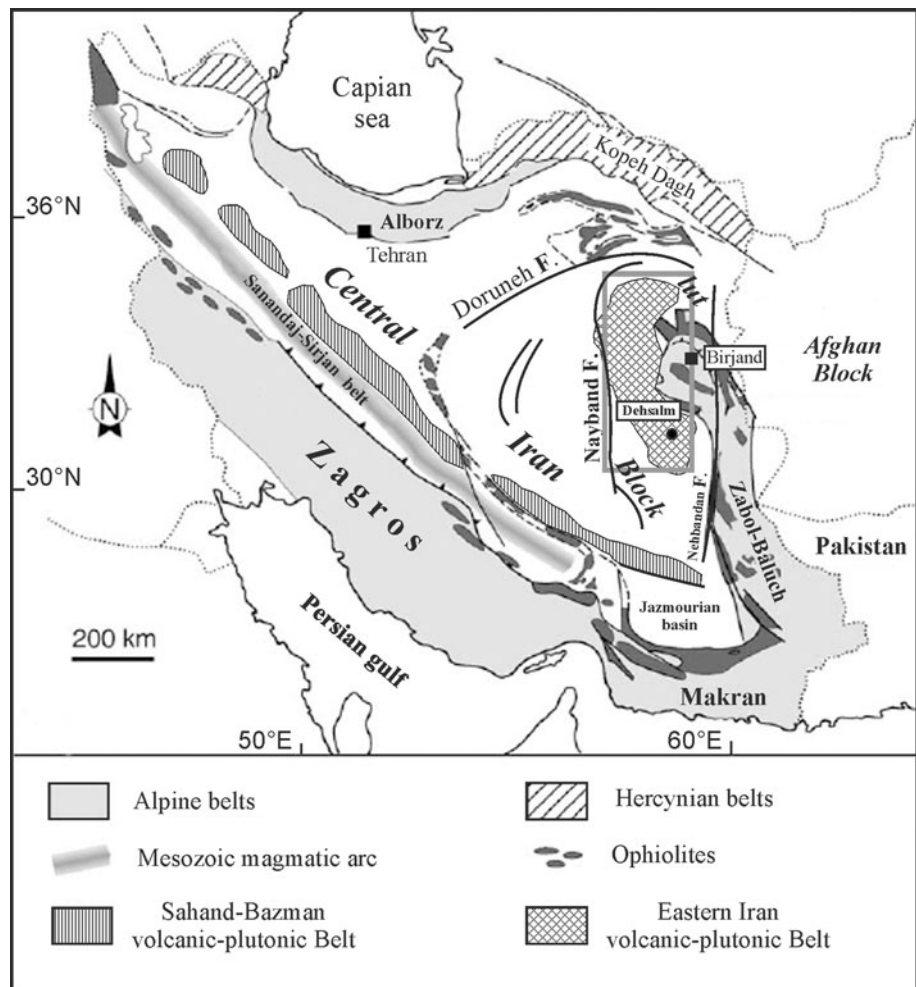 Capian
sea
Kopeh Dagh
36°N
Alborz
Tehran
Doruneh F.
lut
Central
Sanandaj-Sirjan belt
Birjand
Afghan
Block
Nayband F.
Dehsalm
Iran
Zagros
30°N
Block
Nehbandan F.
Zabol-Baluch
Pakistan
N
200 km
Persian gulf
Jazmourian
basin
Makran
50°E
60°E
Alpine belts
Hercynian belts
Mesozoic magmatic arc
Ophiolites
Sahand-Bazman
volcanic-plutonic Belt
Eastern Iran
volcanic-plutonic Belt